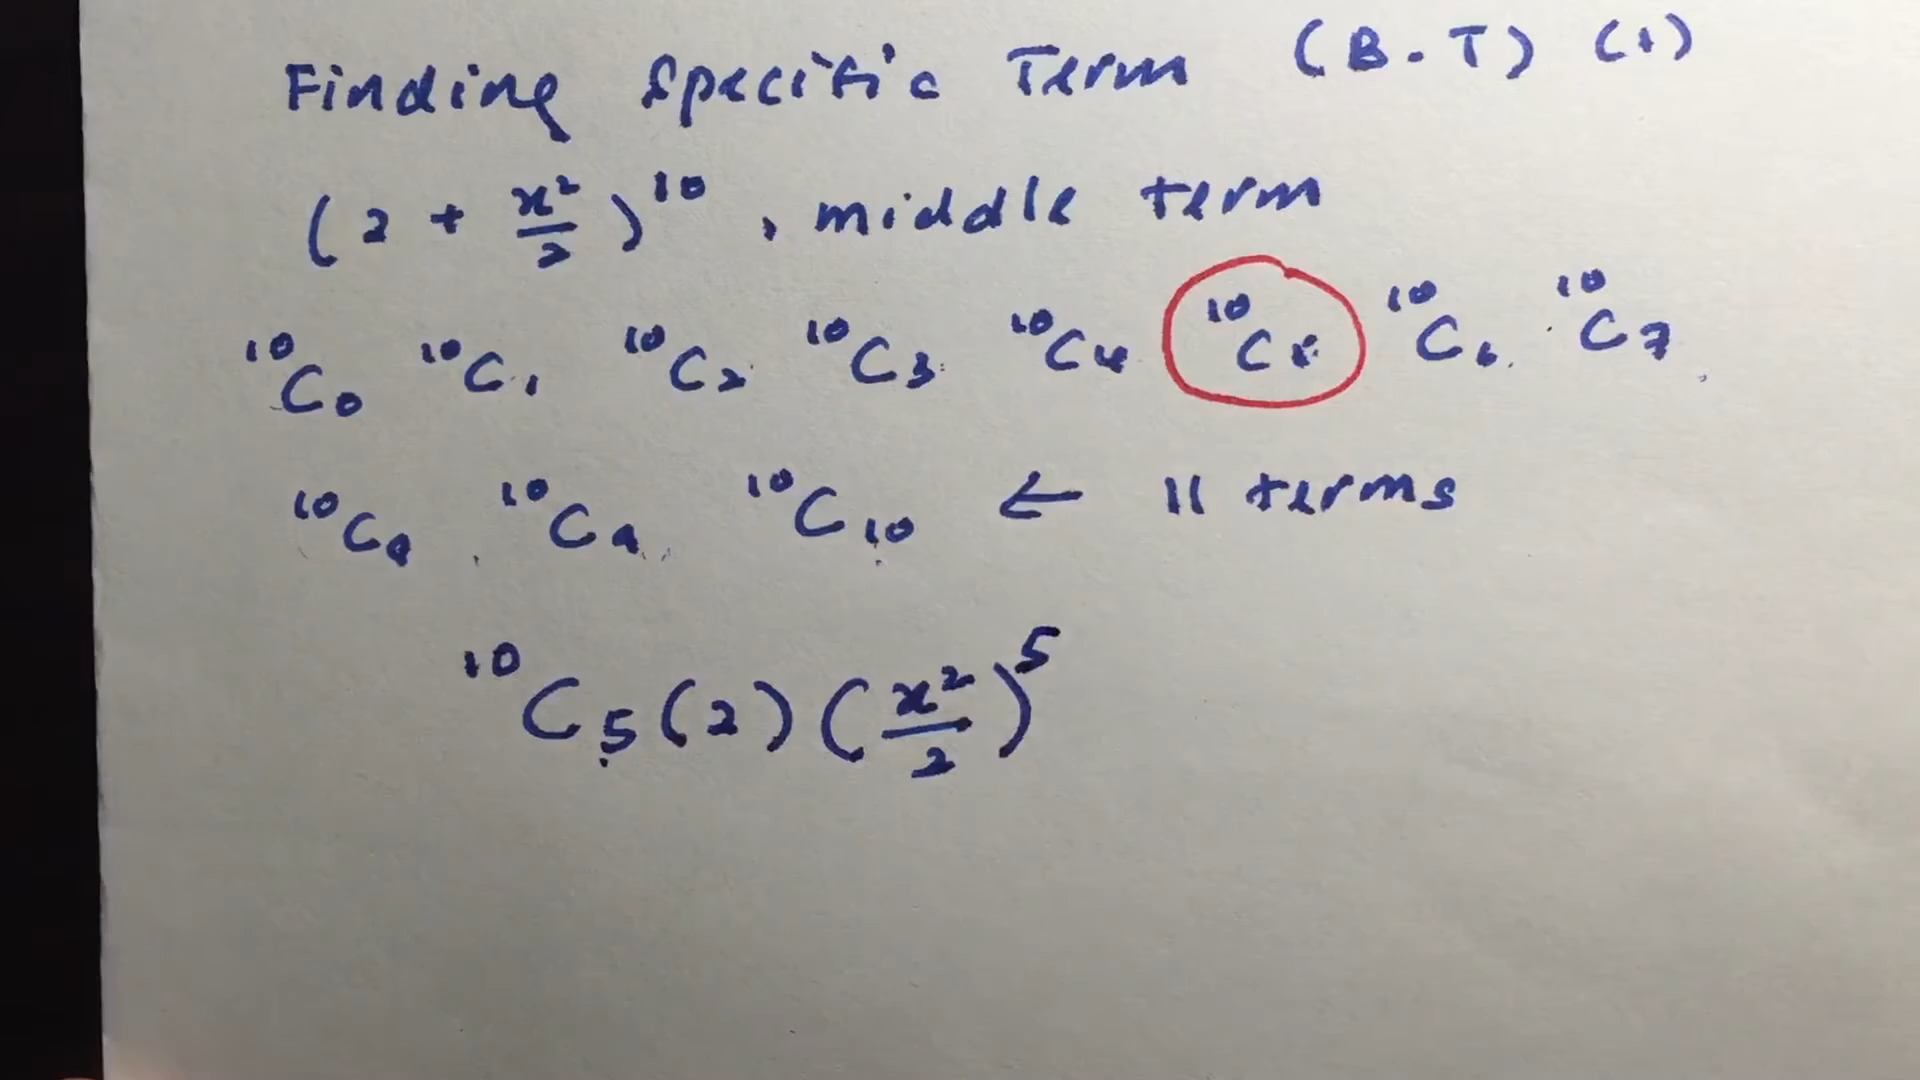 Finding Specific Term (B.T) (1)
(2 + x²/2)¹⁰, middle term
¹⁰C₀ ¹⁰C₁ ¹⁰C₂ ¹⁰C₃ ¹⁰C₄ ¹⁰C₅ ¹⁰C₆ ¹⁰C₇
¹⁰C₈ ¹⁰C₉ ¹⁰C₁₀ ← 11 terms
¹⁰C₅(2)(x²/2)⁵